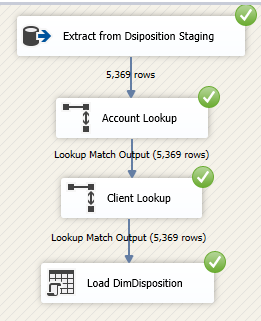 Extract from Dsiposition Staging
5,369 rows
Account Lookup
Lookup Match Output (5,369 rows)
Client Lookup
Lookup Match Output (5,369 rows)
Load DimDisposition